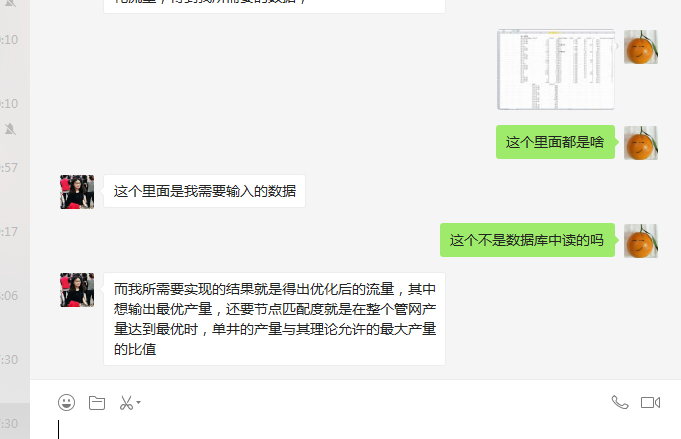 :10
:10
这个里面都是啥
:57
这个里面是我需要输入的数据
:17
这个不是数据库中读的吗
:06
而我所需要实现的结果就是得出优化后的流量，其中
想输出最优产量，还要节点匹配度就是在整个管网产
量达到最优时，单井的产量与其理论允许的最大产量
的比值
:30
:30